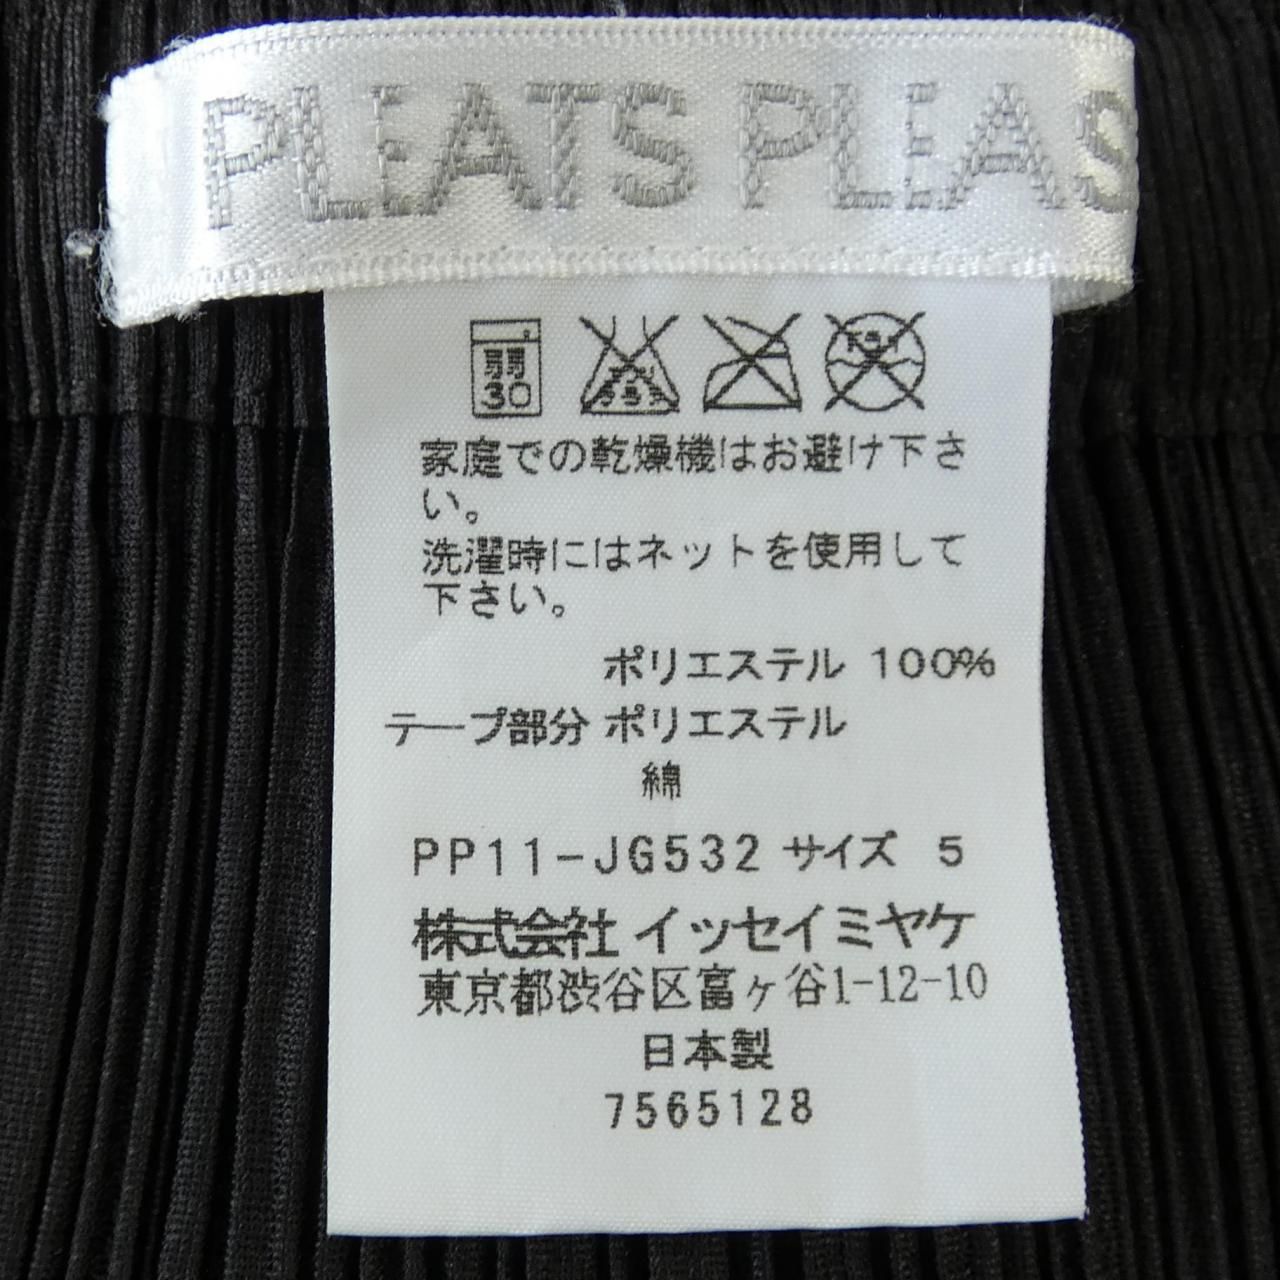 PLEATS PLEAS
弱
30
家庭での乾燥機はお避け下さ
い。
洗濯時にはネットを使用して
下さい。
ポリエステル 100%
テープ部分 ポリエステル
綿
PP11-JG532 サイズ 5
株式会社 イッセイミヤケ
東京都渋谷区富ヶ谷1-12-10
日本製
7565128